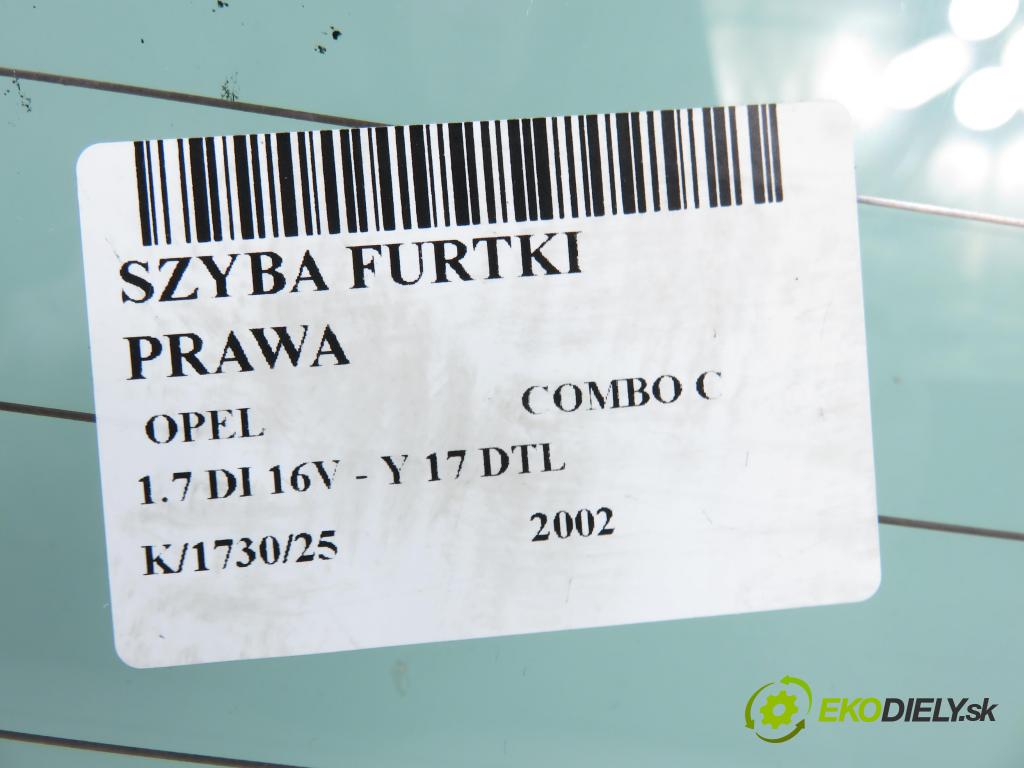 SZYBA FURTKI
PRAWA
OPEL COMBO C
1.7 DI 16V - Y 17 DTL
K/1730/25 2002
EKODIELY.sk